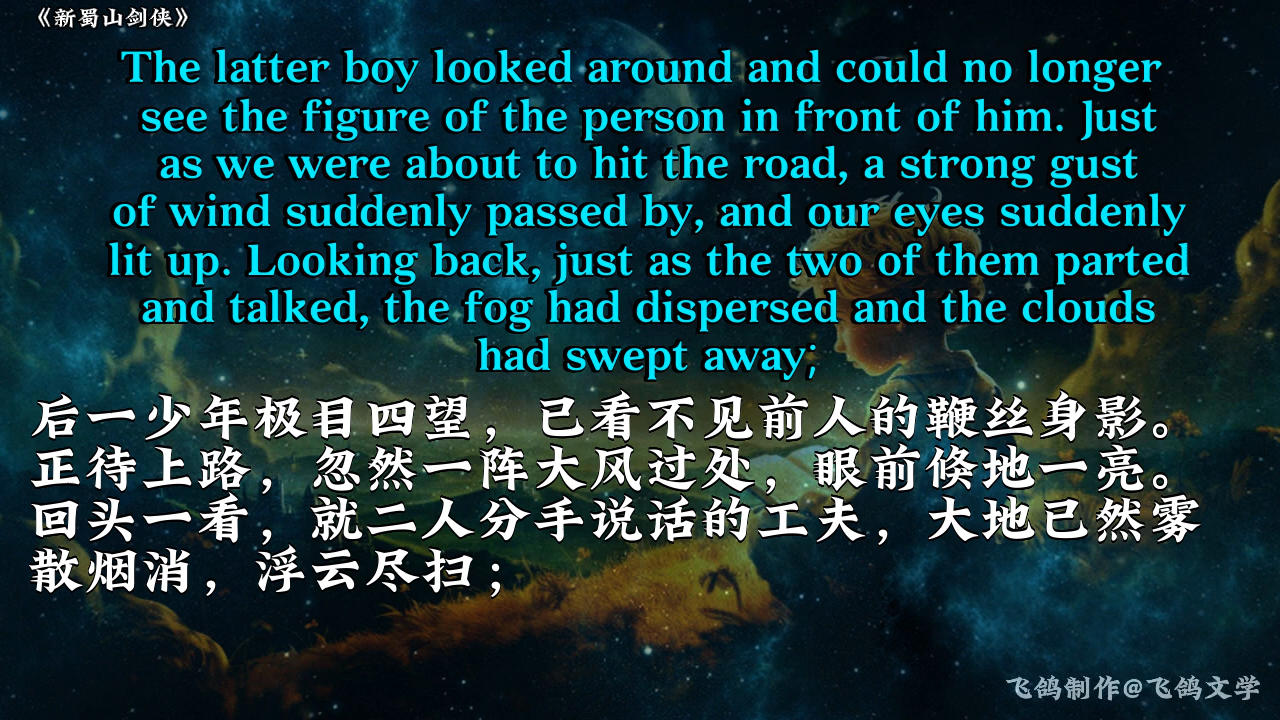 《新蜀山剑侠》
The latter boy looked around and could no longer
see the figure of the person in front of him. Just
as we were about to hit the road, a strong gust
of wind suddenly passed by, and our eyes suddenly
lit up. Looking back, just as the two of them parted
and talked, the fog had dispersed and the clouds
had swept away;
后一少年极目四望，已看不见前人的鞭丝身影。
正待上路，忽然一阵大风过处，眼前倏地一亮。
回头一看，就二人分手说话的工夫，大地已然雾
散烟消，浮云尽扫；
飞鸽制作@飞鸽文学